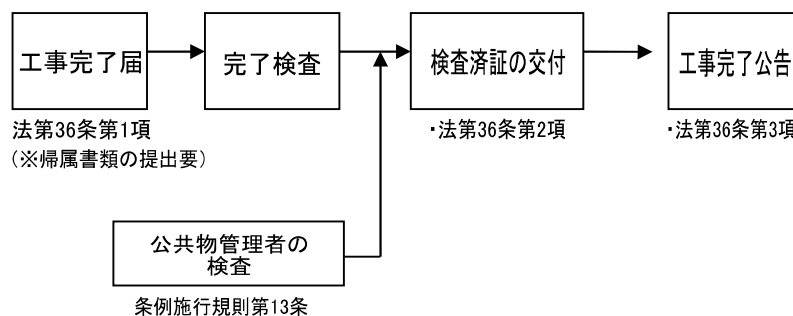 工事完了届
完了検査
検査済証の交付
工事完了公告
法第36条第1項
(※帰属書類の提出要)
・法第36条第2項
・法第36条第3項
公共物管理者の
検査
条例施行規則第13条